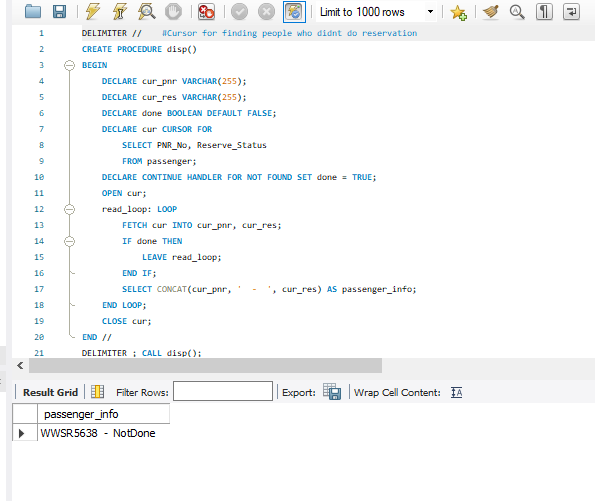 Limit to 1000 rows
1 DELIMITER // #Cursor for finding people who didnt do reservation
2 CREATE PROCEDURE disp()
3 BEGIN
4 DECLARE cur_pnr VARCHAR(255);
5 DECLARE cur_res VARCHAR(255);
6 DECLARE done BOOLEAN DEFAULT FALSE;
7 DECLARE cur CURSOR FOR
8 SELECT PNR_No, Reserve_Status
9 FROM passenger;
10 DECLARE CONTINUE HANDLER FOR NOT FOUND SET done = TRUE;
11 OPEN cur;
12 read_loop: LOOP
13 FETCH cur INTO cur_pnr, cur_res;
14 IF done THEN
15 LEAVE read_loop;
16 END IF;
17 SELECT CONCAT(cur_pnr, ' - ', cur_res) AS passenger_info;
18 END LOOP;
19 CLOSE cur;
20 END //
21 DELIMITER ; CALL disp();
Result Grid Filter Rows: Export: Wrap Cell Content:
passenger_info
WWSR5638 - NotDone